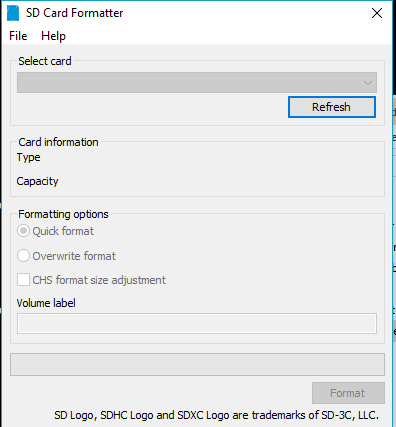 SD Card Formatter
File Help
Select card
Refresh
Card information
Type
Capacity
Formatting options
Quick format
Overwrite format
CHS format size adjustment
Volume label
Format
SD Logo, SDHC Logo and SDXC Logo are trademarks of SD-3C, LLC.